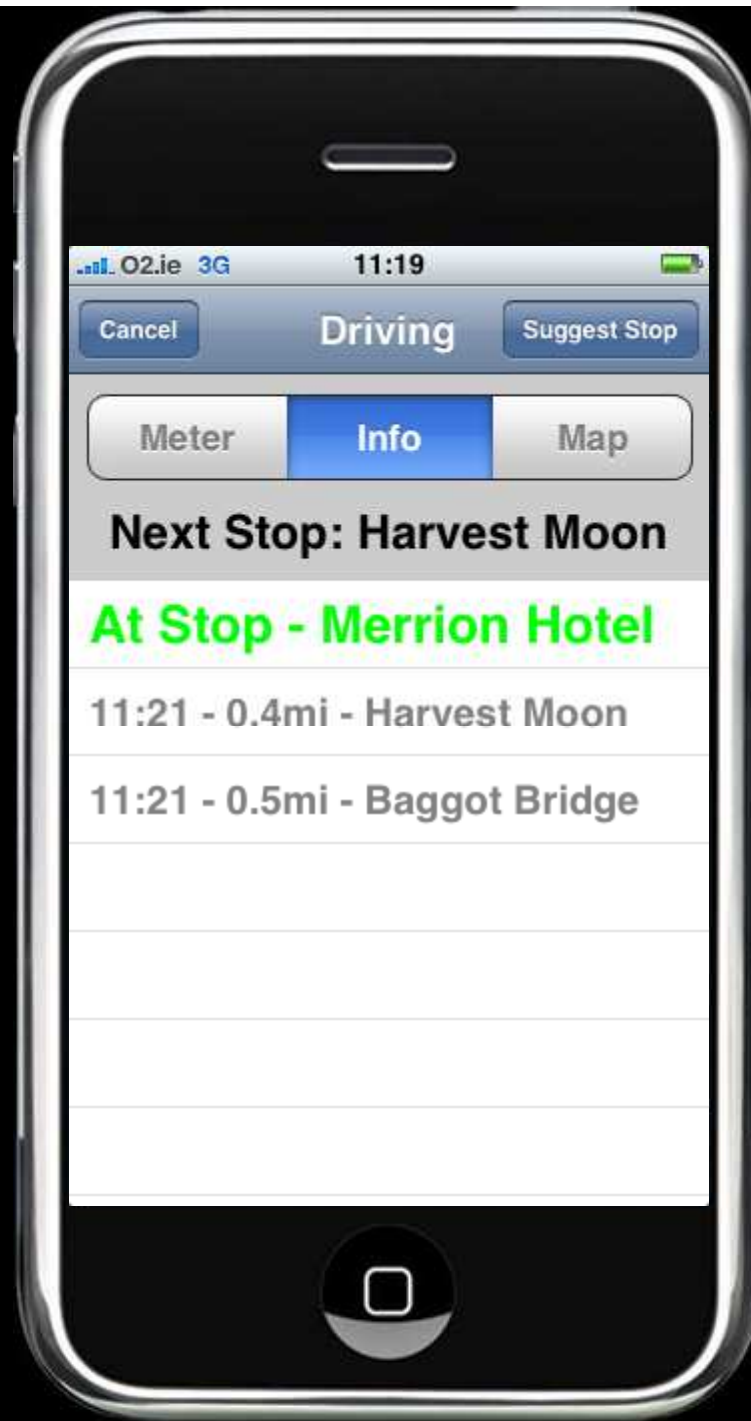 O2.ie 3G 11:19
Cancel Driving Suggest Stop
Meter Info Map
Next Stop: Harvest Moon
At Stop - Merrion Hotel
11:21 - 0.4mi - Harvest Moon
11:21 - 0.5mi - Baggot Bridge